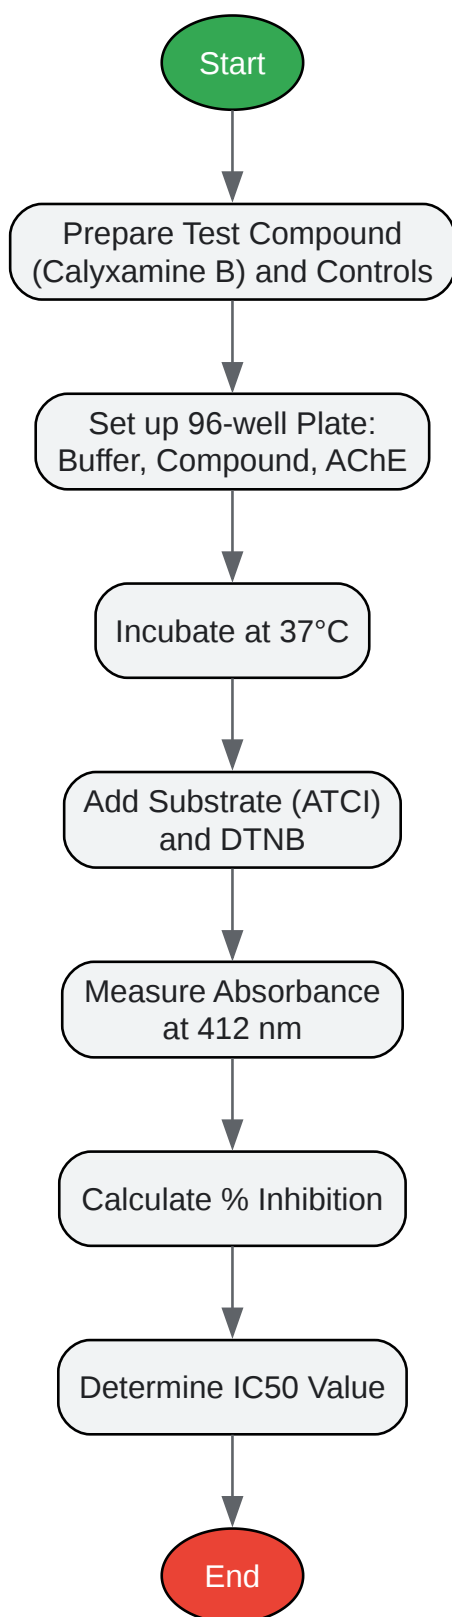 Start
Prepare Test Compound
(Calyxamine B) and Controls
Set up 96-well Plate:
Buffer, Compound, AChE
Incubate at 37°C
Add Substrate (ATCI)
and DTNB
Measure Absorbance
at 412 nm
Calculate % Inhibition
Determine IC50 Value
End